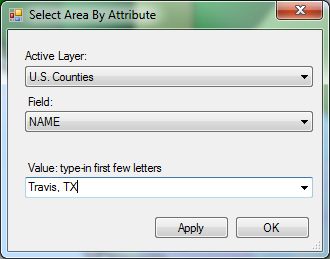 Select Area By Attribute
Active Layer:
U.S. Counties
Field:
NAME
Value: type-in first few letters
Travis, TX
Apply OK